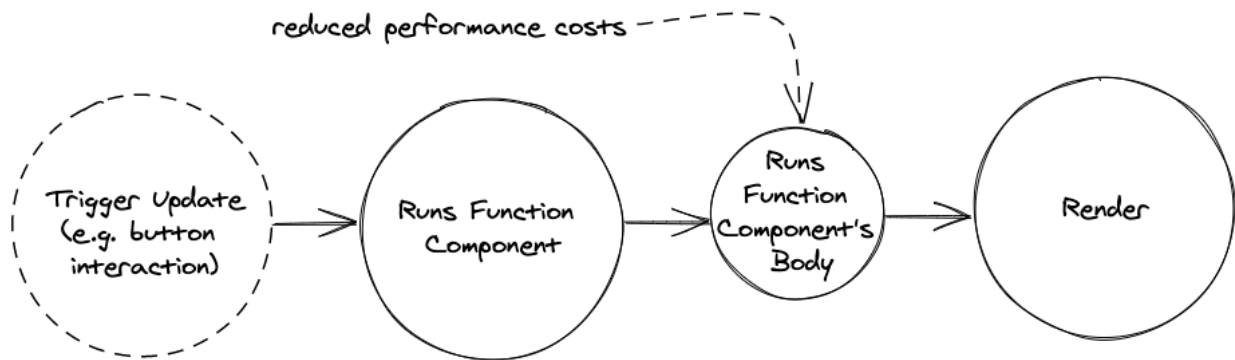 reduced performance costs
Trigger Update
(e.g. button
interaction)
Runs Function
Component
Runs
Function
Component's
Body
Render